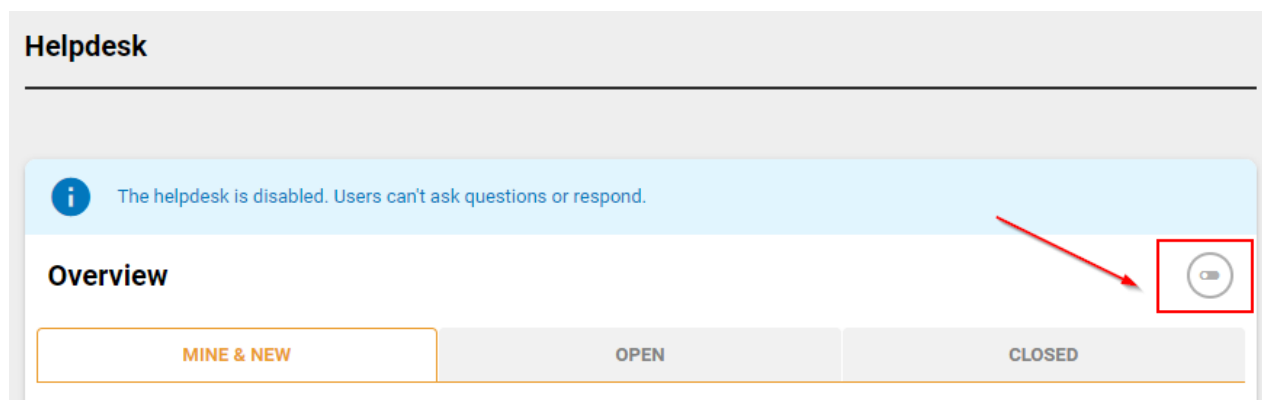 Helpdesk
The helpdesk is disabled. Users can't ask questions or respond.
Overview
MINE & NEW
OPEN
CLOSED